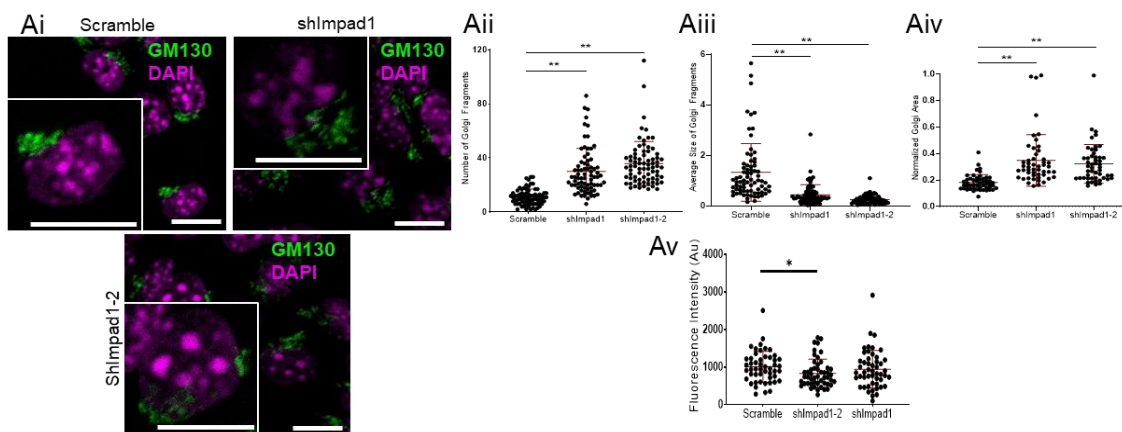 Ai
Scramble
GM130
DAPI
shImpad1
GM130
DAPI
ShImpad1-2
GM130
DAPI
Aii
Number of Golgi Fragments
120
80
40
0
**
**
Scramble
shImpad1
shImpad1-2
Aiii
Average Size of Golgi Fragments
6
4
2
0
**
**
Scramble
shImpad1
shImpad1-2
Aiv
Normalized Golgi Area
1.0
0.8
0.6
0.4
0.2
0.0
**
**
Scramble
shImpad1
shImpad1-2
Av
Fluorescence Intensity (Au)
4000
3000
2000
1000
0
*
Scramble
shImpad1-2
shImpad1